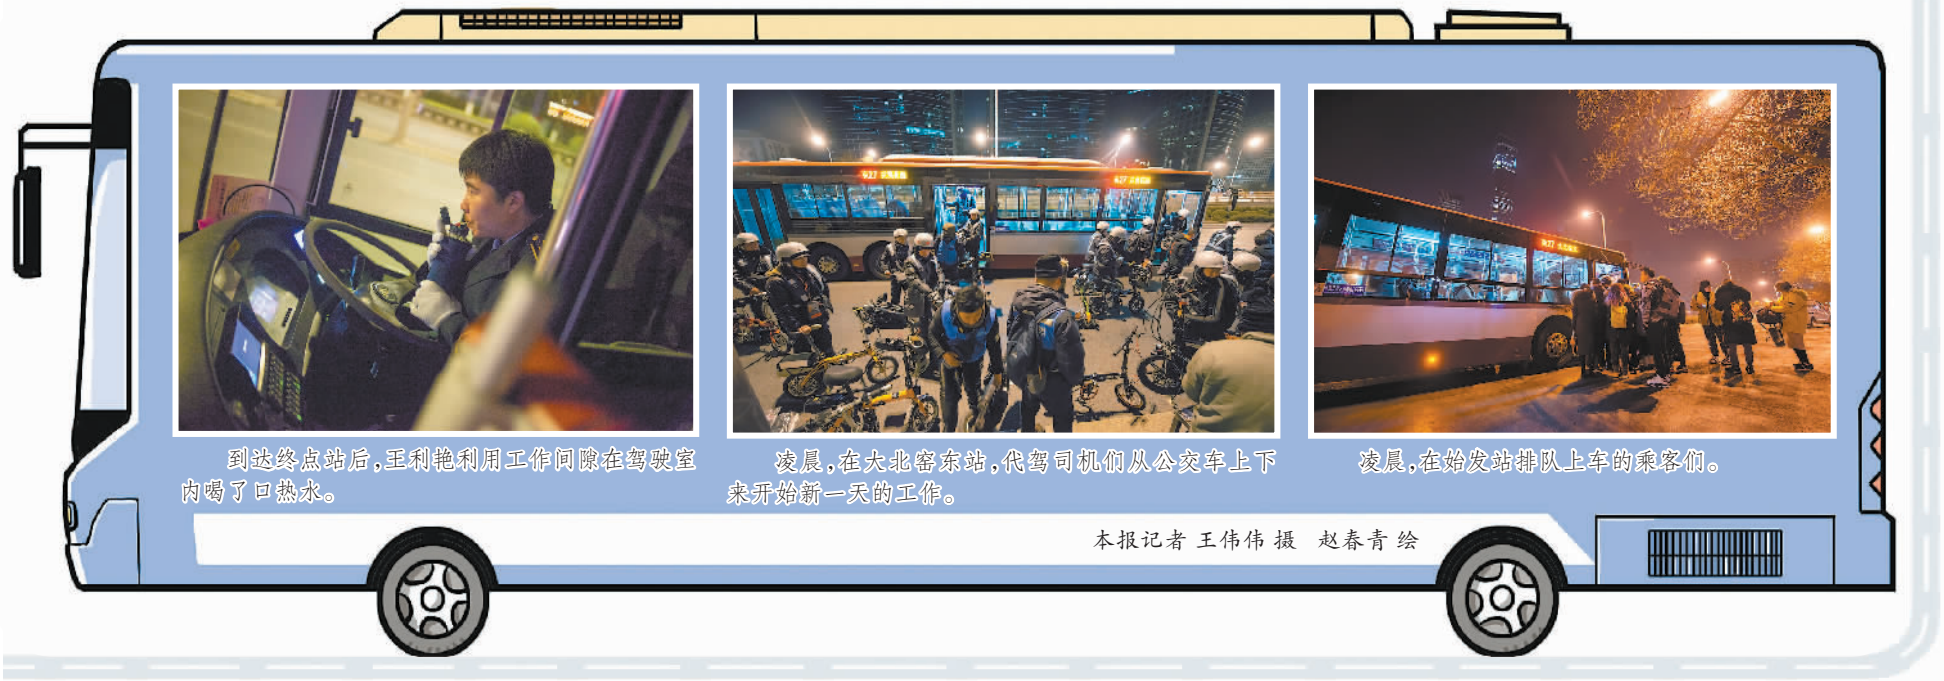 到达终点站后,王利艳利用工作间隙在驾驶室
内喝了口热水。
凌晨,在大北窑东站,代驾司机们从公交车上下
来开始新一天的工作。
凌晨,在始发站排队上车的乘客们。
本报记者 王伟伟 摄 赵春青 绘